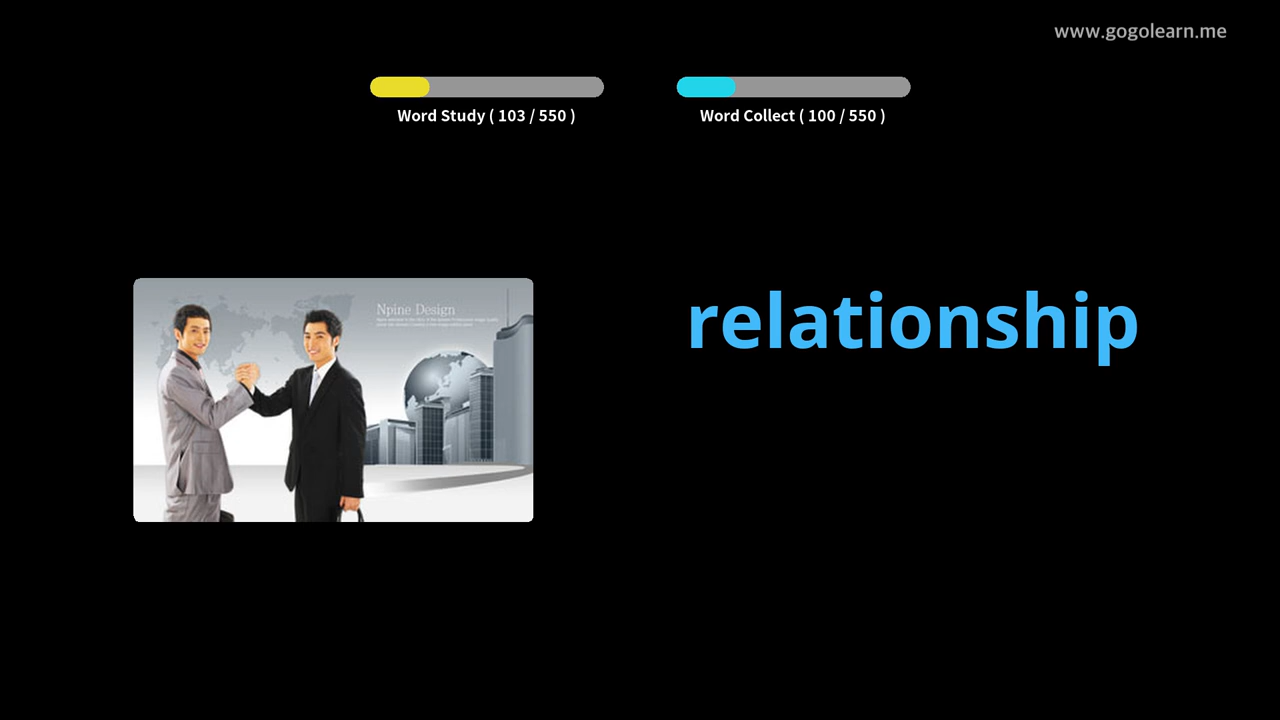 www.gogolearn.me
Word Study ( 103 / 550 )
Word Collect ( 100 / 550 )
Npine Design
relationship